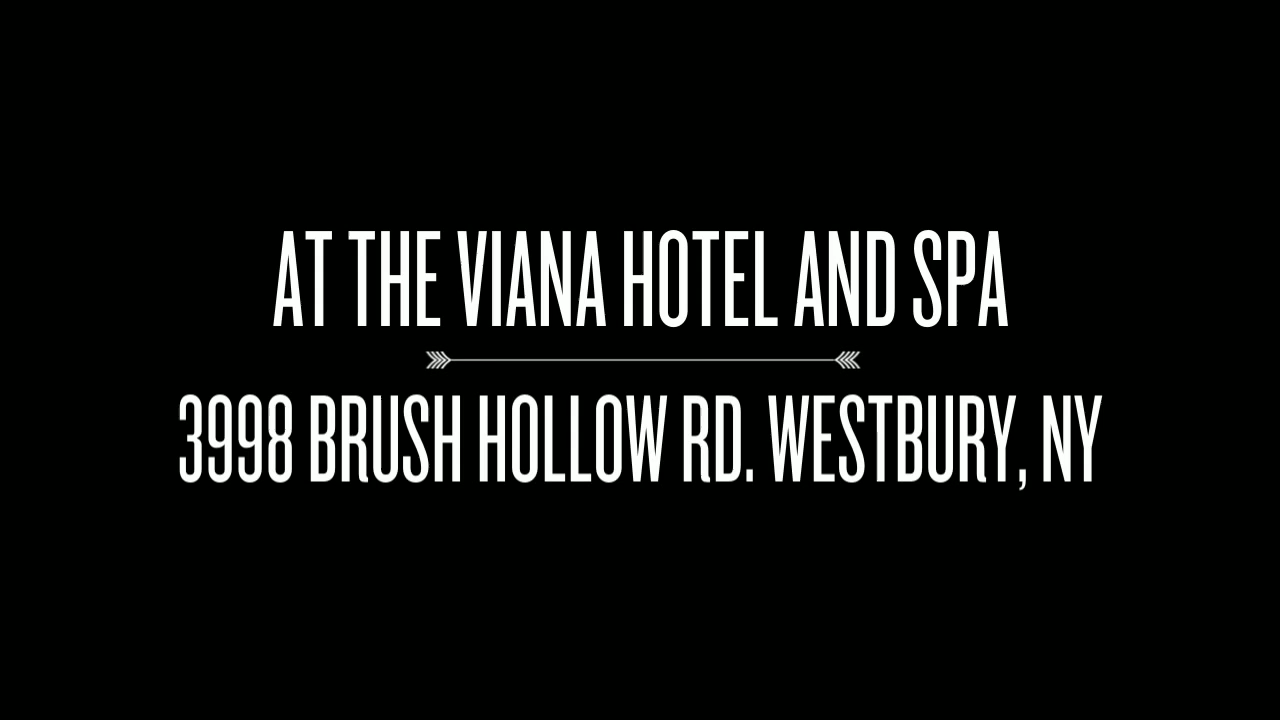 AT THE VIANA HOTEL AND SPA
3998 BRUSH HOLLOW RD. WESTBURY, NY